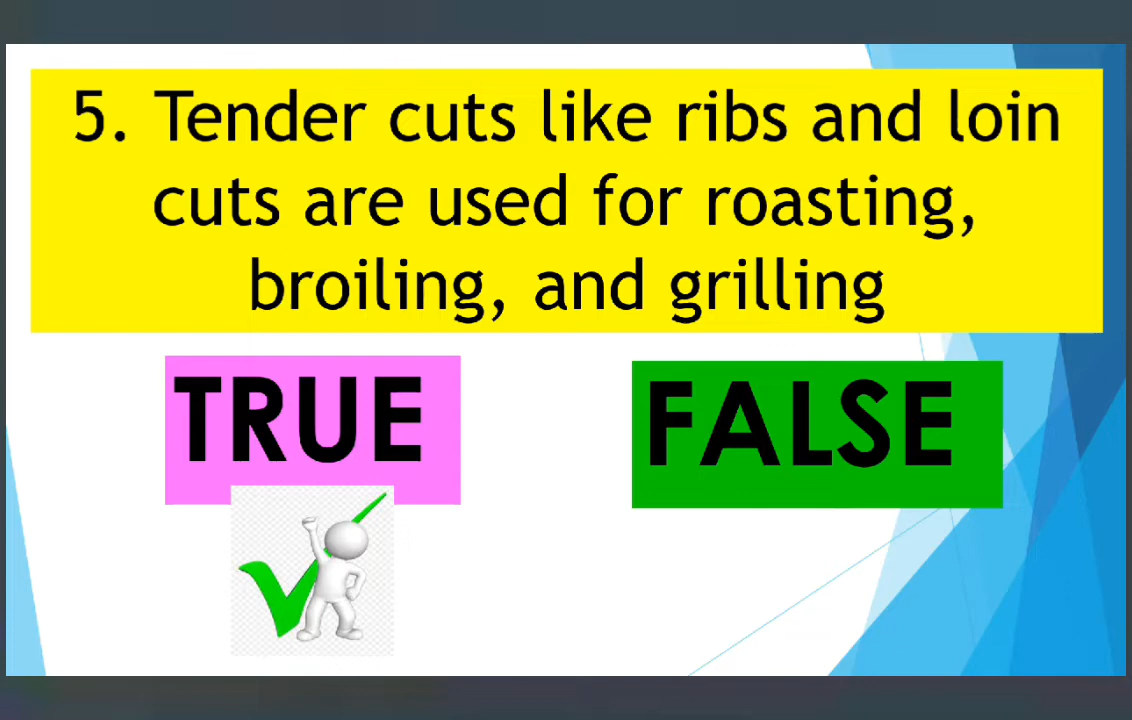 5. Tender cuts like ribs and loin
cuts are used for roasting,
broiling, and grilling
TRUE
FALSE